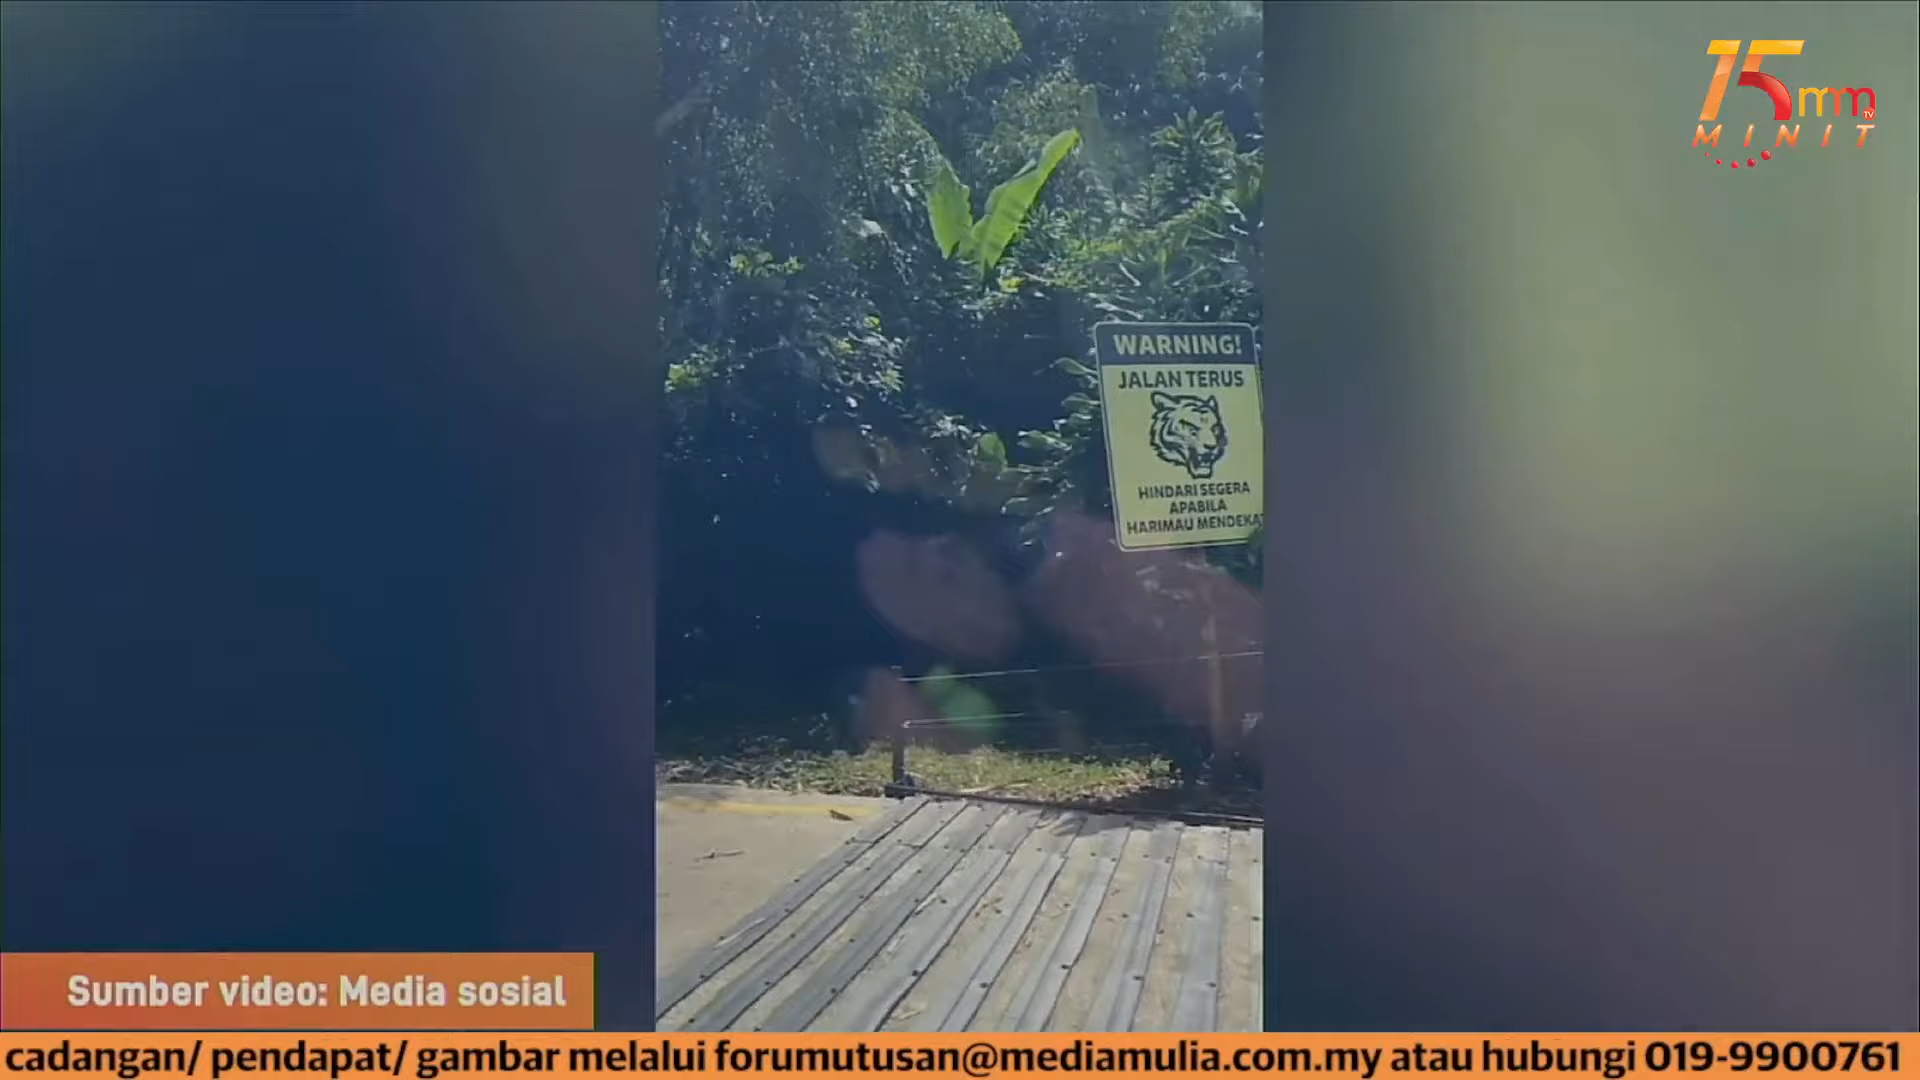 15 mm TV
MINIT
WARNING!
JALAN TERUS
HINDARI SEGERA
APABILA
HARIMAU MENDEKAT
Sumber video: Media sosial
cadangan/ pendapat/ gambar melalui forumutusan@mediamulia.com.my atau hubungi 019-9900761